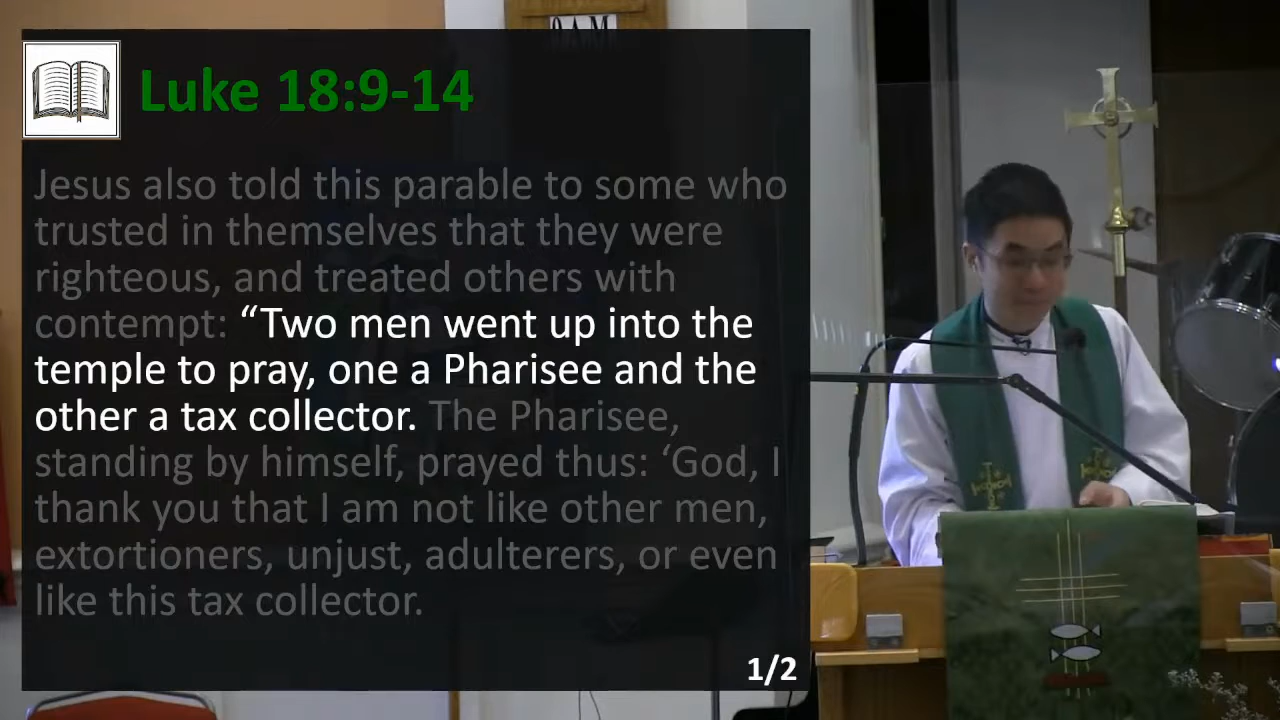 9AM
Luke 18:9-14
Jesus also told this parable to some who
trusted in themselves that they were
righteous, and treated others with
contempt: “Two men went up into the
temple to pray, one a Pharisee and the
other a tax collector. The Pharisee,
standing by himself, prayed thus: ‘God, I
thank you that I am not like other men,
extortioners, unjust, adulterers, or even
like this tax collector.
1/2